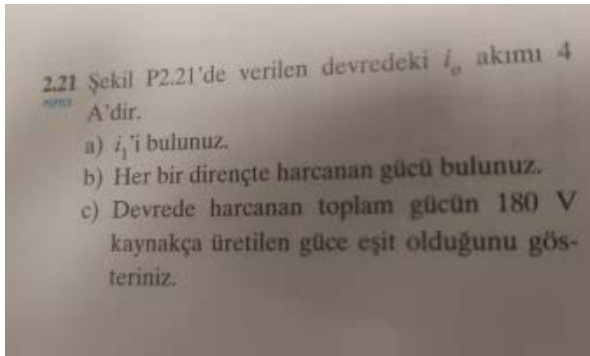 2.21 Şekil P2.21'de verilen devredeki i_o akımı 4
PSPICE A'dir.
a) i_1'i bulunuz.
b) Her bir dirençte harcanan gücü bulunuz.
c) Devrede harcanan toplam gücün 180 V
kaynakça üretilen güce eşit olduğunu gös-
teriniz.